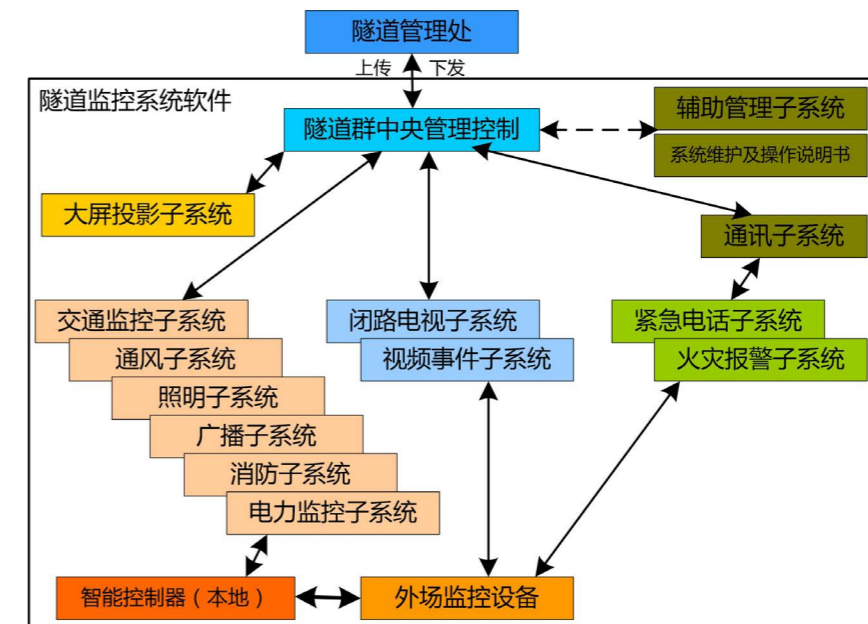 隧道管理处
上传
下发
隧道监控系统软件
隧道群中央管理控制
辅助管理子系统
系统维护及操作说明书
大屏投影子系统
通讯子系统
交通监控子系统
通风子系统
照明子系统
广播子系统
消防子系统
电力监控子系统
闭路电视子系统
视频事件子系统
紧急电话子系统
火灾报警子系统
智能控制器（本地）
外场监控设备